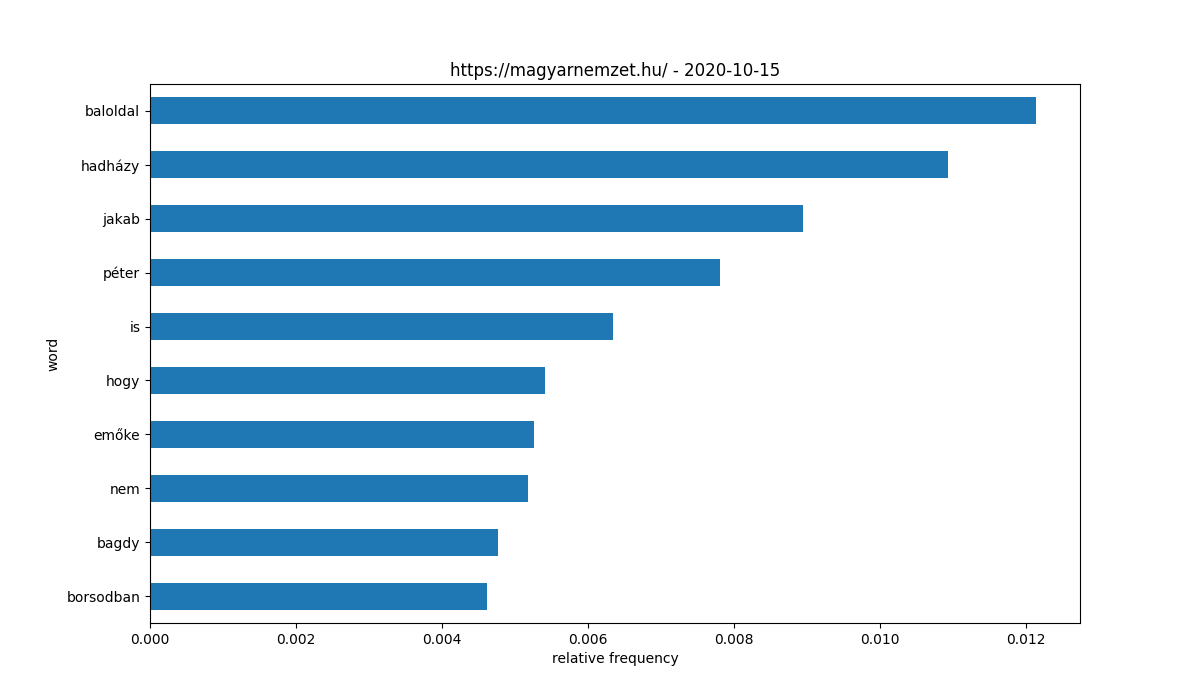 https://magyarnemzet.hu/ - 2020-10-15
baloldal
hadházy
jakab
péter
is
hogy
emőke
nem
bagdy
borsodban
word
0.000 0.002 0.004 0.006 0.008 0.010 0.012
relative frequency